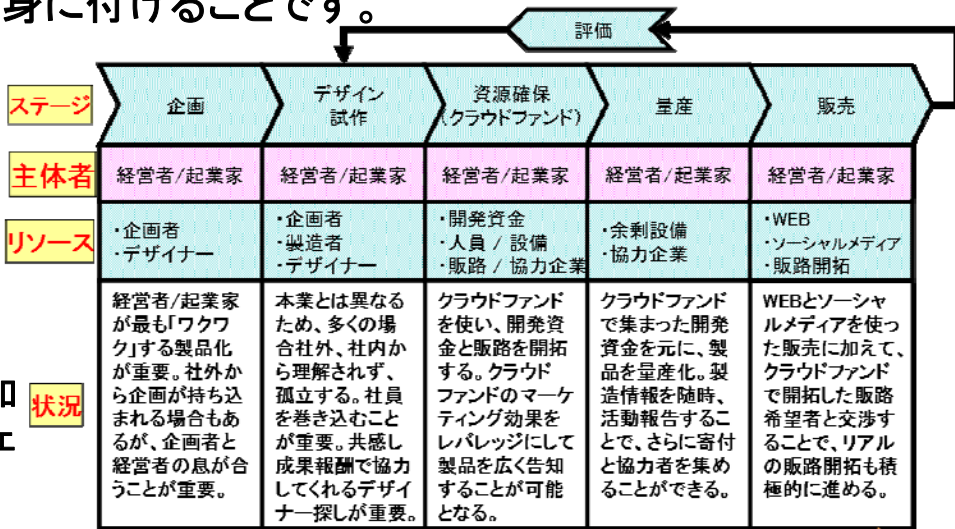 身に付けることです。
評価
ステージ
企画
デザイン
試作
資源確保
(クラウドファンド)
量産
販売
主体者
経営者/起業家
経営者/起業家
経営者/起業家
経営者/起業家
経営者/起業家
リソース
・企画者
・デザイナー
・企画者
・製造者
・デザイナー
・開発資金
・人員 / 設備
・販路 / 協力企業
・余剰設備
・協力企業
・WEB
・ソーシャルメディア
・販路開拓
状況
経営者/起業家
が最も「ワクワ
ク」する製品化
が重要。社外か
ら企画が持ち込
まれる場合もあ
るが、企画者と
経営者の息が合
うことが重要。
本業とは異なる
ため、多くの場
合社外、社内か
ら理解されず、
孤立する。社員
を巻き込むこと
が重要。共感し
成果報酬で協力
してくれるデザイ
ナー探しが重要。
クラウドファンド
を使い、開発資
金と販路を開拓
する。クラウド
ファンドのマーケ
ティング効果を
レバレッジにして
製品を広く告知
することが可能
となる。
クラウドファンド
で集まった開発
資金を元に、製
品を量産化。製
造情報を随時、
活動報告するこ
とで、さらに寄付
と協力者を集め
ることができる。
WEBとソーシャ
ルメディアを使っ
た販売に加えて、
クラウドファンド
で開拓した販路
希望者と交渉す
ることで、リアル
の販路開拓も積
極的に進める。